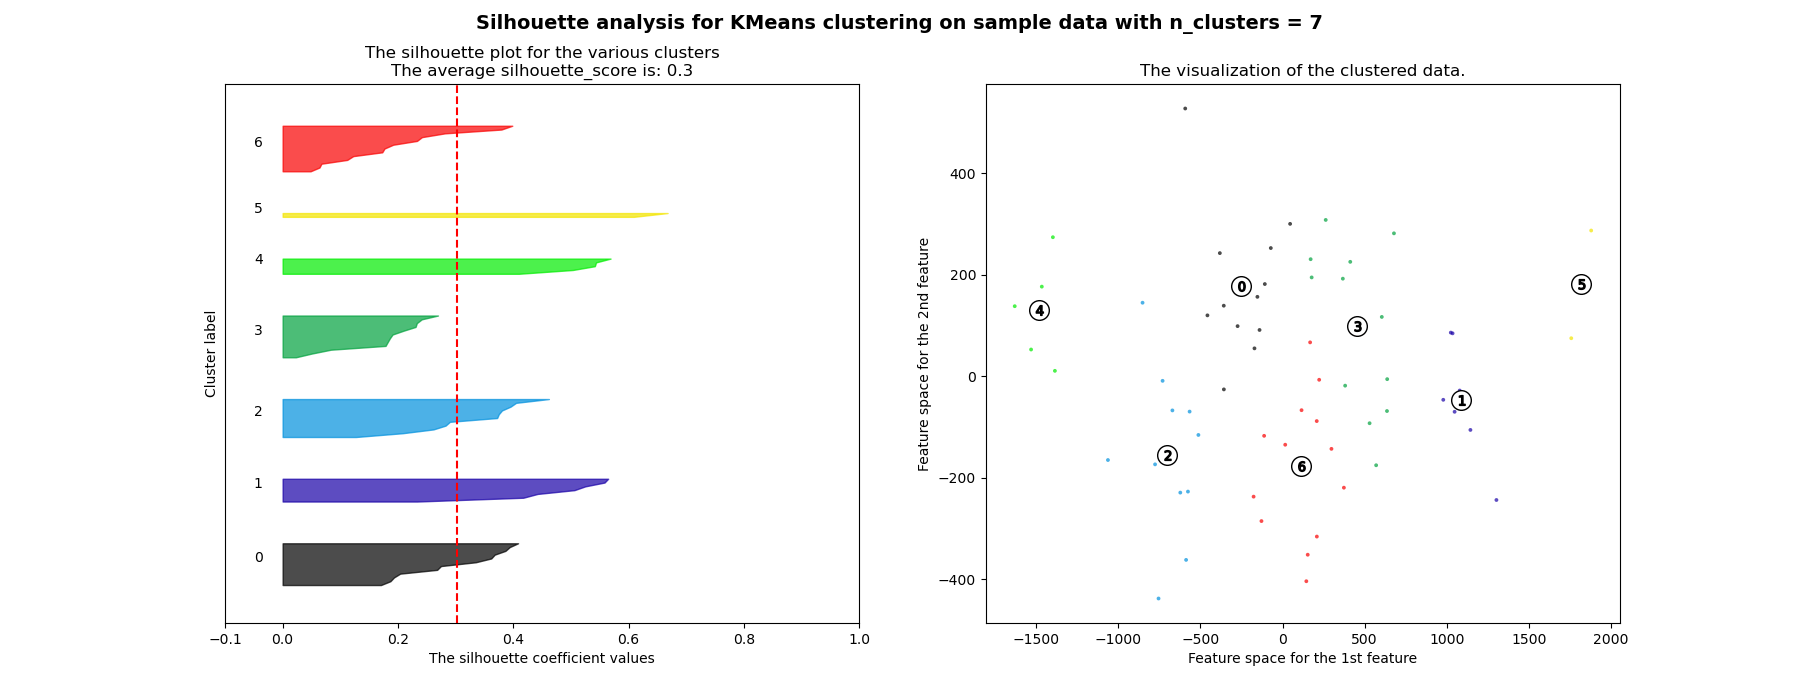 Silhouette analysis for KMeans clustering on sample data with n_clusters = 7
The silhouette plot for the various clusters
The average silhouette_score is: 0.3
Cluster label
6
5
4
3
2
1
0
−0.1 0.0 0.2 0.4 0.6 0.8 1.0
The silhouette coefficient values
The visualization of the clustered data.
Feature space for the 2nd feature
400
200
0
−200
−400
0
5
4
3
1
2
6
−1500 −1000 −500 0 500 1000 1500 2000
Feature space for the 1st feature